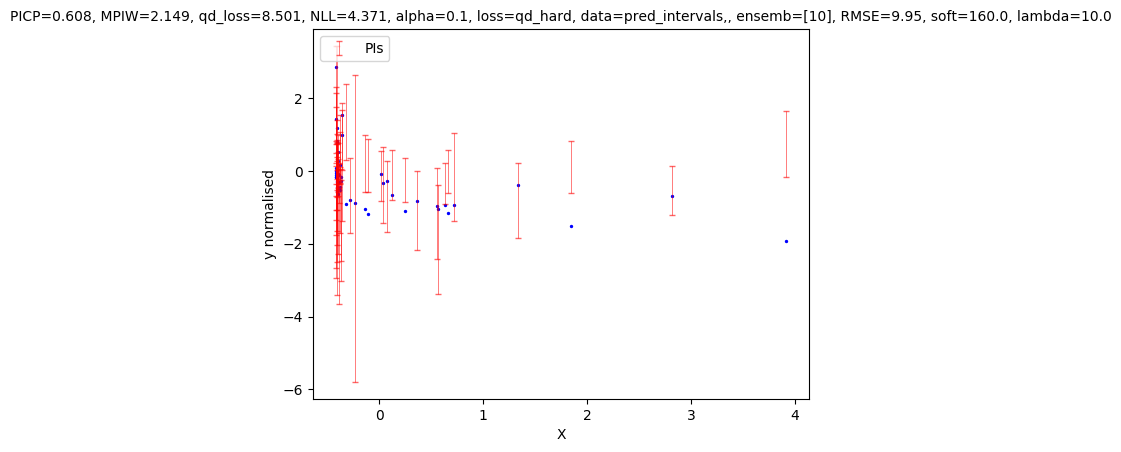 PICP=0.608, MPIW=2.149, qd_loss=8.501, NLL=4.371, alpha=0.1, loss=qd_hard, data=pred_intervals,, ensemb=[10], RMSE=9.95, soft=160.0, lambda=10.0
PIs
2
0
−2
−4
−6
y normalised
0 1 2 3 4
X